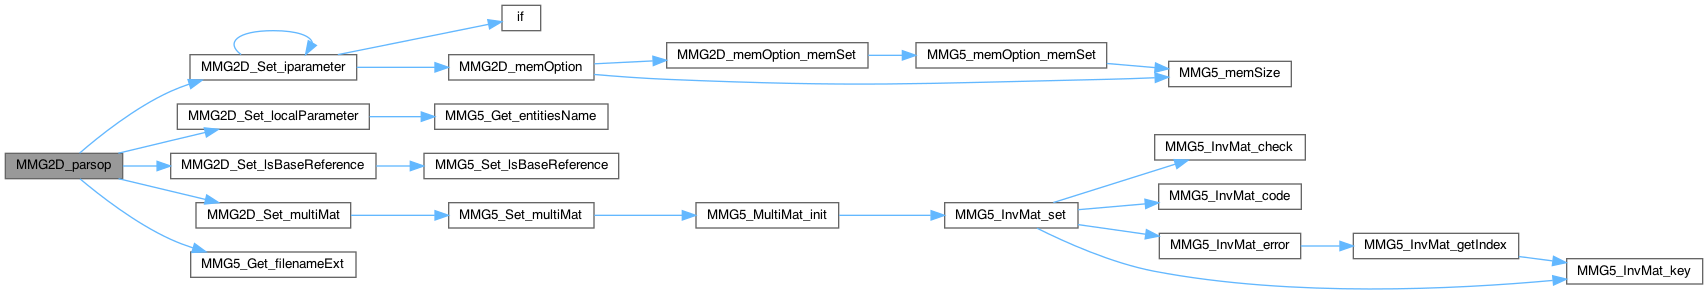 if
MMG2D_Set_iparameter
MMG2D_memOption
MMG2D_memOption_memSet
MMG5_memOption_memSet
MMG5_memSize
MMG2D_Set_localParameter
MMG5_Get_entitiesName
MMG2D_parsop
MMG2D_Set_lsBaseReference
MMG5_Set_lsBaseReference
MMG5_InvMat_check
MMG2D_Set_multiMat
MMG5_Set_multiMat
MMG5_MultiMat_init
MMG5_InvMat_set
MMG5_InvMat_code
MMG5_InvMat_error
MMG5_InvMat_getIndex
MMG5_InvMat_key
MMG5_Get_filenameExt